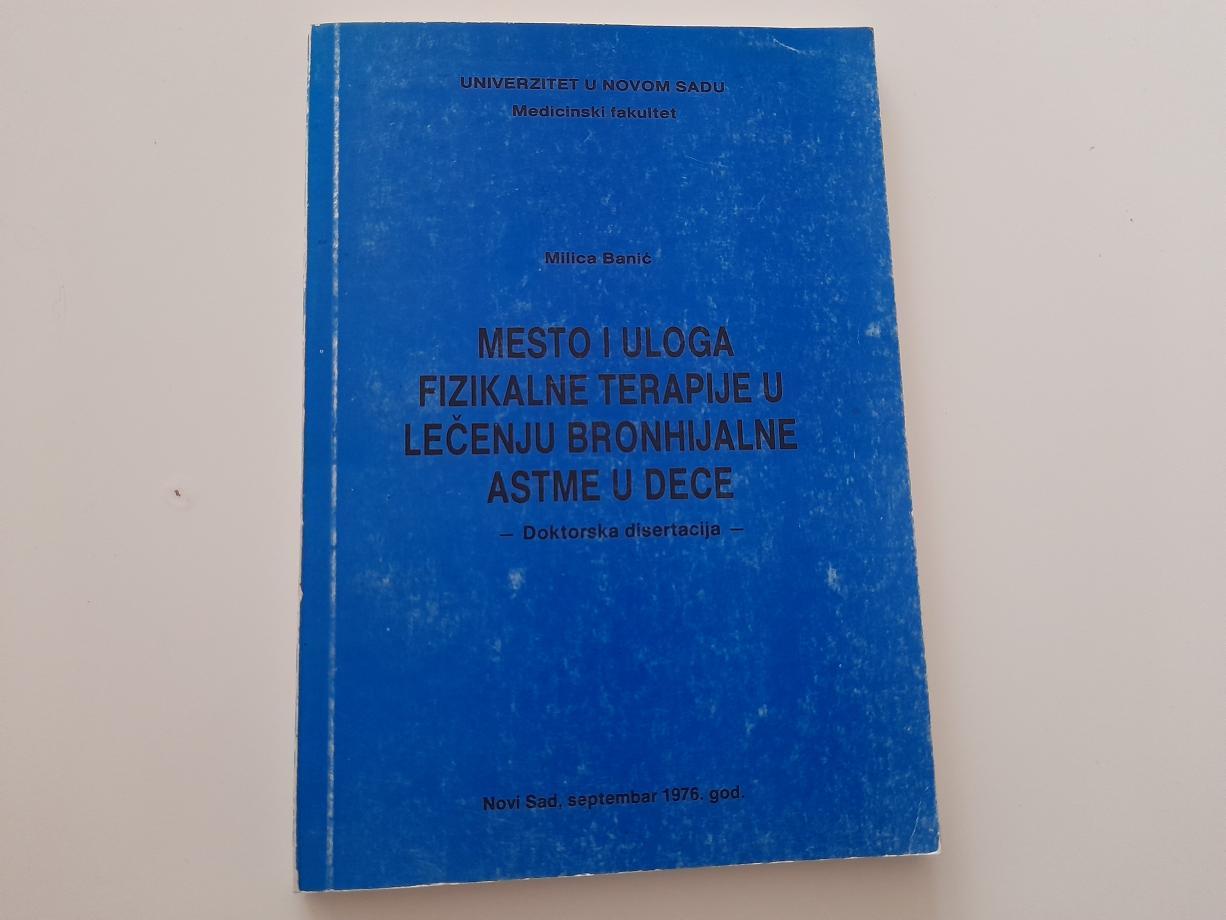 UNIVERZITET U NOVOM SADU
Medicinski fakultet
Milica Banić
MESTO I ULOGA
FIZIKALNE TERAPIJE U
LEČENJU BRONHIJALNE
ASTME U DECE
— Doktorska disertacija —
Novi Sad, septembar 1976. god.